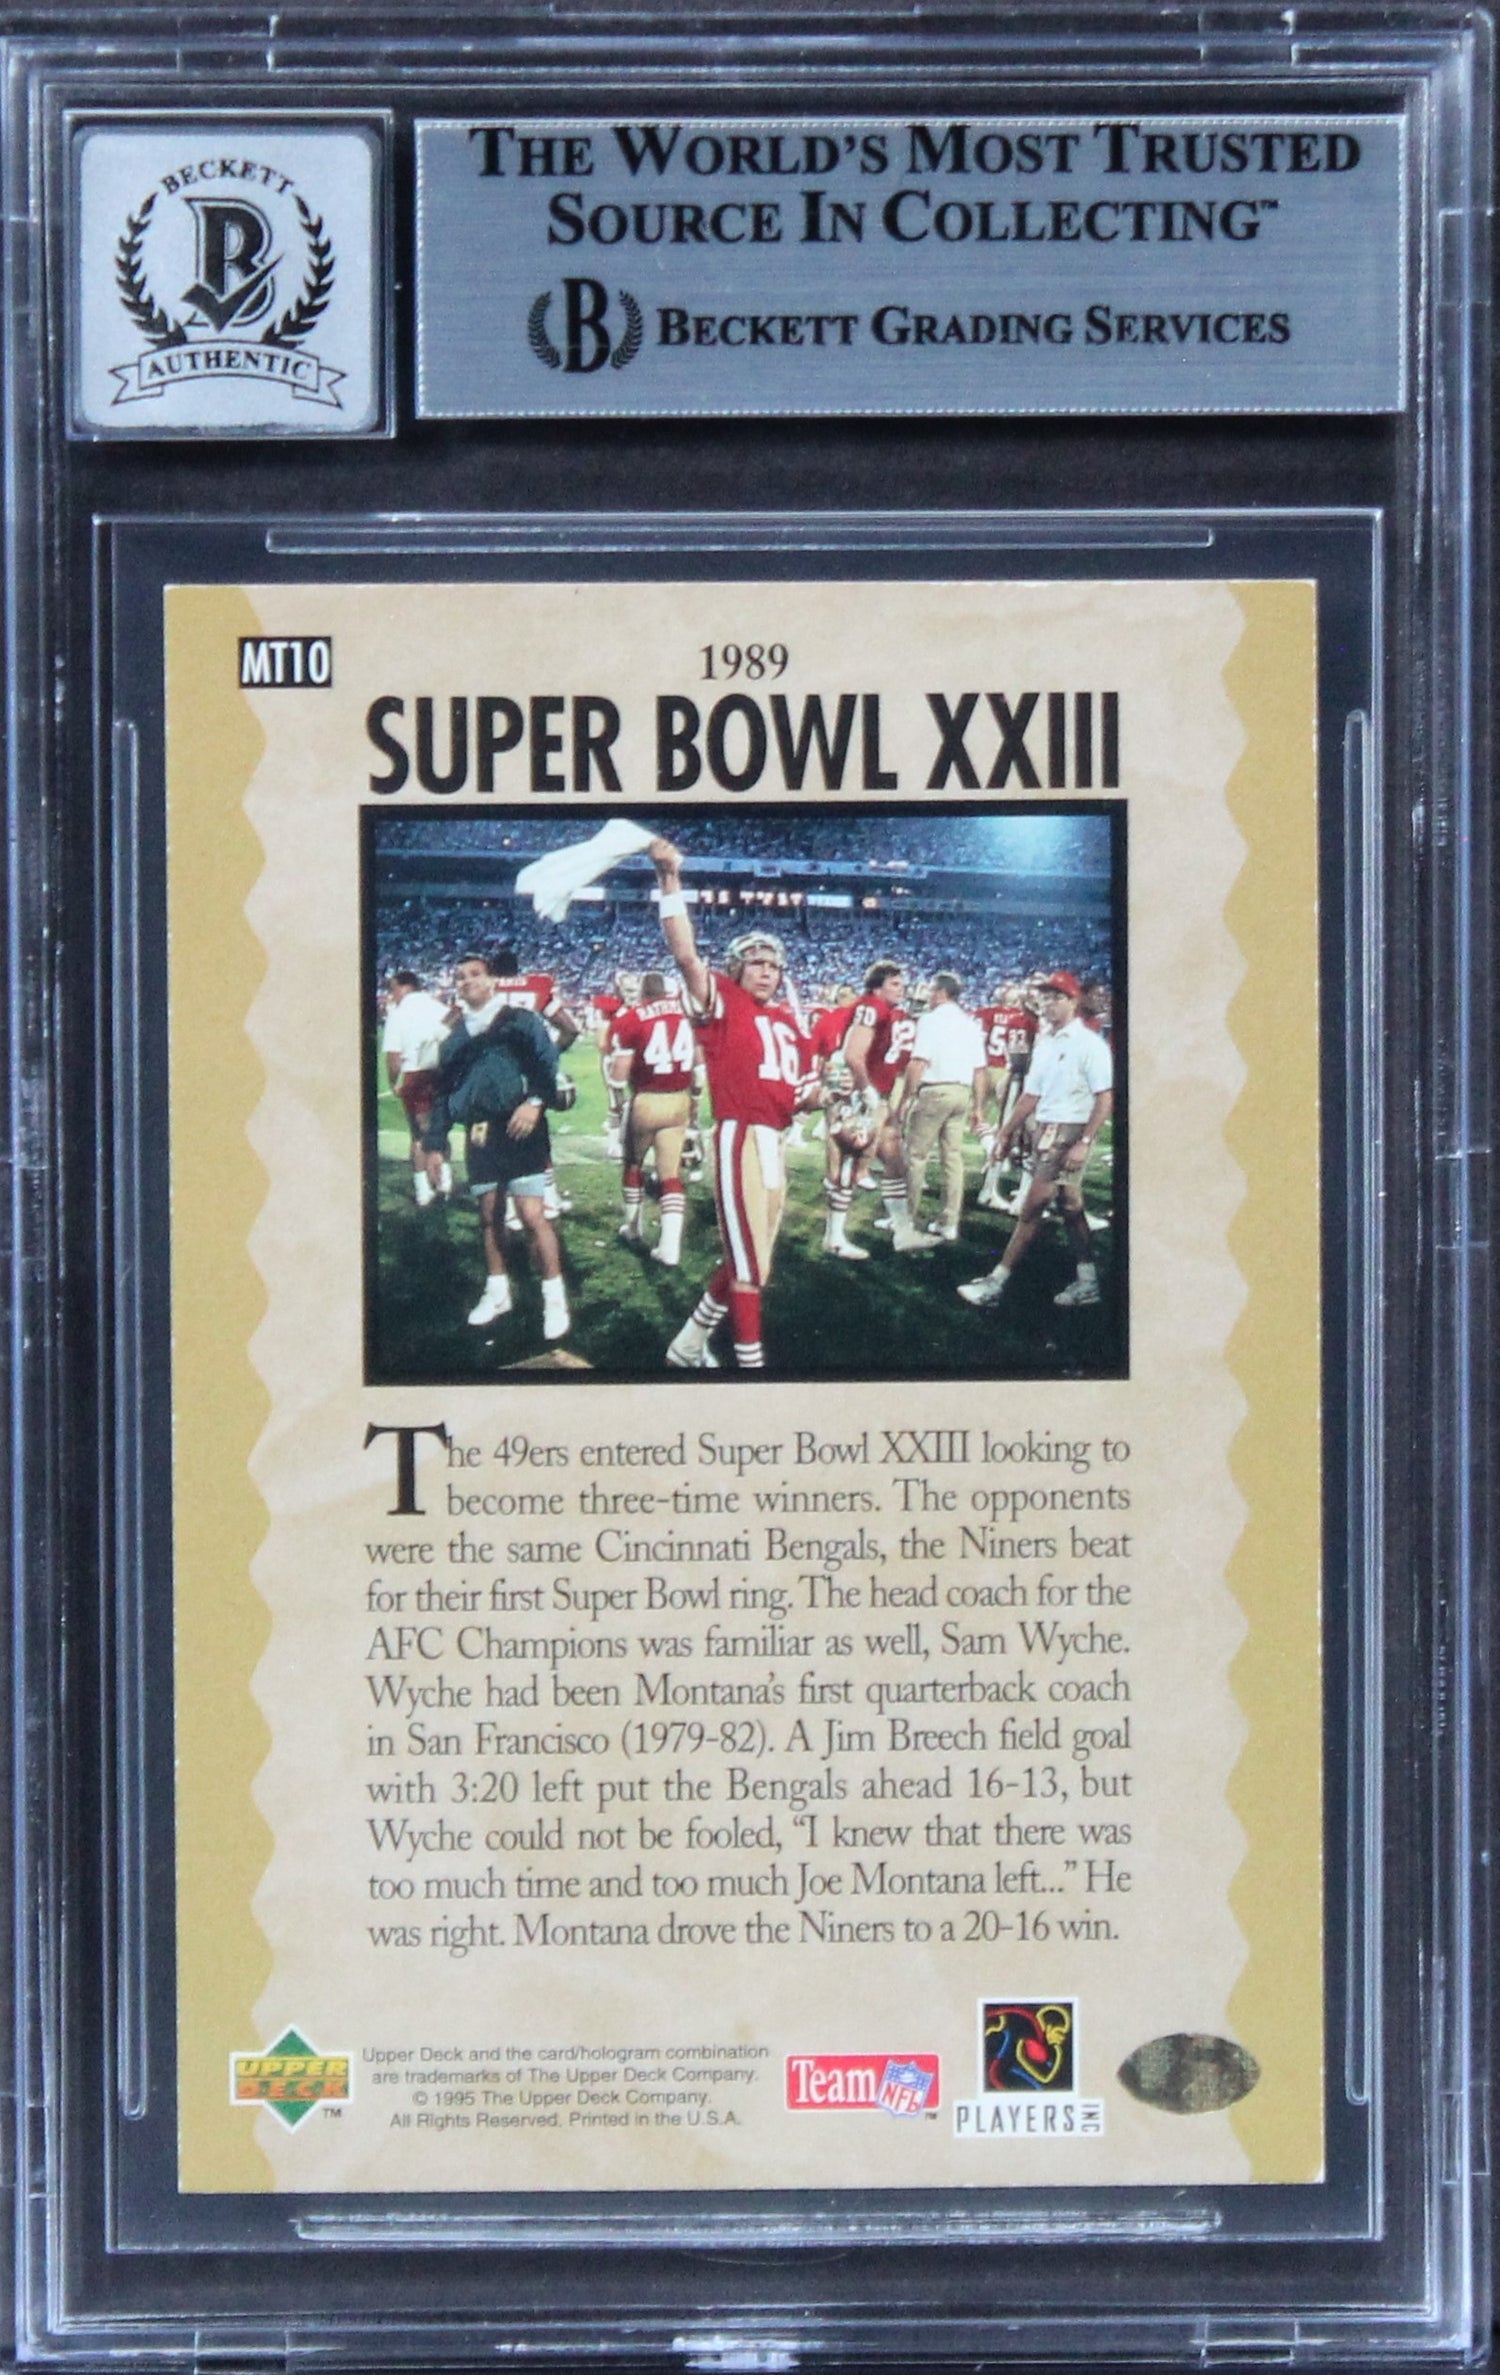 BECKETT
AUTHENTIC
THE WORLD'S MOST TRUSTED
SOURCE IN COLLECTING™
B BECKETT GRADING SERVICES
MT10
1989
SUPER BOWL XXIII
RATHMAN
44
16
The 49ers entered Super Bowl XXIII looking to
become three-time winners. The opponents
were the same Cincinnati Bengals, the Niners beat
for their first Super Bowl ring. The head coach for the
AFC Champions was familiar as well, Sam Wyche.
Wyche had been Montana's first quarterback coach
in San Francisco (1979-82). A Jim Breech field goal
with 3:20 left put the Bengals ahead 16-13, but
Wyche could not be fooled, “I knew that there was
too much time and too much Joe Montana left...” He
was right. Montana drove the Niners to a 20-16 win.
UPPER
DECK
™
Upper Deck and the card/hologram combination
are trademarks of The Upper Deck Company.
© 1995 The Upper Deck Company.
All Rights Reserved. Printed in the U.S.A.
Team NFL™
PLAYERS INC